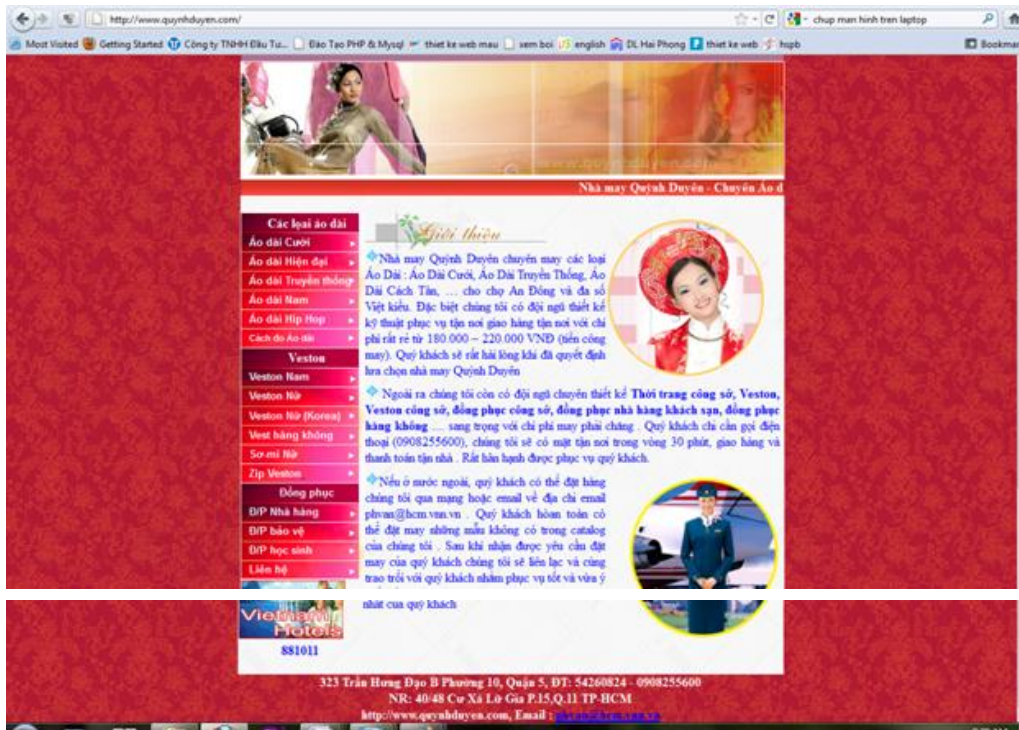 http://www.quynhduyen.com/
chup man hinh tren laptop
Most Visited Getting Started Công ty TNHH Đầu Tu... Đào Tạo PHP & Mysql thiet ke web mau xem boi english DL Hai Phong thiet ke web hspb Bookmar
www.quynhduyen.com
Nhà may Quỳnh Duyên - Chuyên Áo d
Các lọai áo dài
Áo dài Cưới
Áo dài Hiện đại
Áo dài Truyền thống
Áo dài Nam
Áo dài Hip Hop
Cách đo Áo dài
Veston
Veston Nam
Veston Nữ
Veston Nữ (Korea)
Vest hàng không
Sơ-mi Nữ
Zip Veston
Đồng phục
Đ/P Nhà hàng
Đ/P bảo vệ
Đ/P học sinh
Liên hệ
Vietnam
Hotels
881011
Giới thiệu
Nhà may Quỳnh Duyên chuyên may các loại
Áo Dài : Áo Dài Cưới, Áo Dài Truyền Thống, Áo
Dài Cách Tân, … cho chợ An Đông và đa số
Việt kiều. Đặc biệt chúng tôi có đội ngũ thiết kế
kỹ thuật phục vụ tận nơi giao hàng tận nơi với chi
phí rất rẻ từ 180.000 – 220.000 VNĐ (tiền công
may). Quý khách sẽ rất hài lòng khi đã quyết định
lựa chọn nhà may Quỳnh Duyên
Ngoài ra chúng tôi còn có đội ngũ chuyên thiết kế Thời trang công sở, Veston,
Veston công sở, đồng phục công sở, đồng phục nhà hàng khách sạn, đồng phục
hàng không .... sang trọng với chi phí may phải chăng . Quý khách chỉ cần gọi điện
thoại (0908255600), chúng tôi sẽ có mặt tận nơi trong vòng 30 phút, giao hàng và
thanh toán tận nhà . Rất hân hạnh được phục vụ quý khách.
Nếu ở nước ngoài, quý khách có thể đặt hàng
chúng tôi qua mạng hoặc email về địa chỉ email
phvan@hcm.vnn.vn . Quý khách hòan toàn có
thể đặt may những mẫu không có trong catalog
của chúng tôi . Sau khi nhận được yêu cầu đặt
may của quý khách chúng tôi sẽ liên lạc và cùng
trao trổi với quý khách nhằm phục vụ tốt và vừa ý
nhất của quý khách
323 Trần Hưng Đạo B Phường 10, Quận 5, ĐT: 54260824 - 0908255600
NR: 40/48 Cư Xá Lữ Gia P.15,Q.11 TP-HCM
http://www.quynhduyen.com, Email : phvan@hcm.vnn.vn